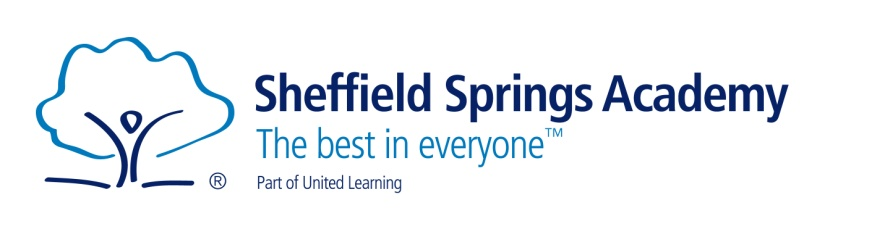 Sheffield Springs Academy
The best in everyone™
®
Part of United Learning